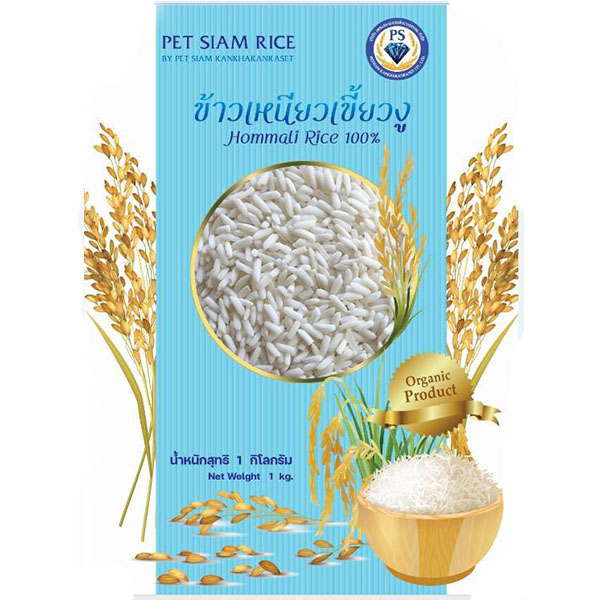 PET SIAM RICE
BY PET SIAM KANKHAKANKASET
PS
ข้าวเหนียวเขี้ยวงู
Hommali Rice 100%
Organic
Product
น้ำหนักสุทธิ 1 กิโลกรัม
Net Weight 1 kg.